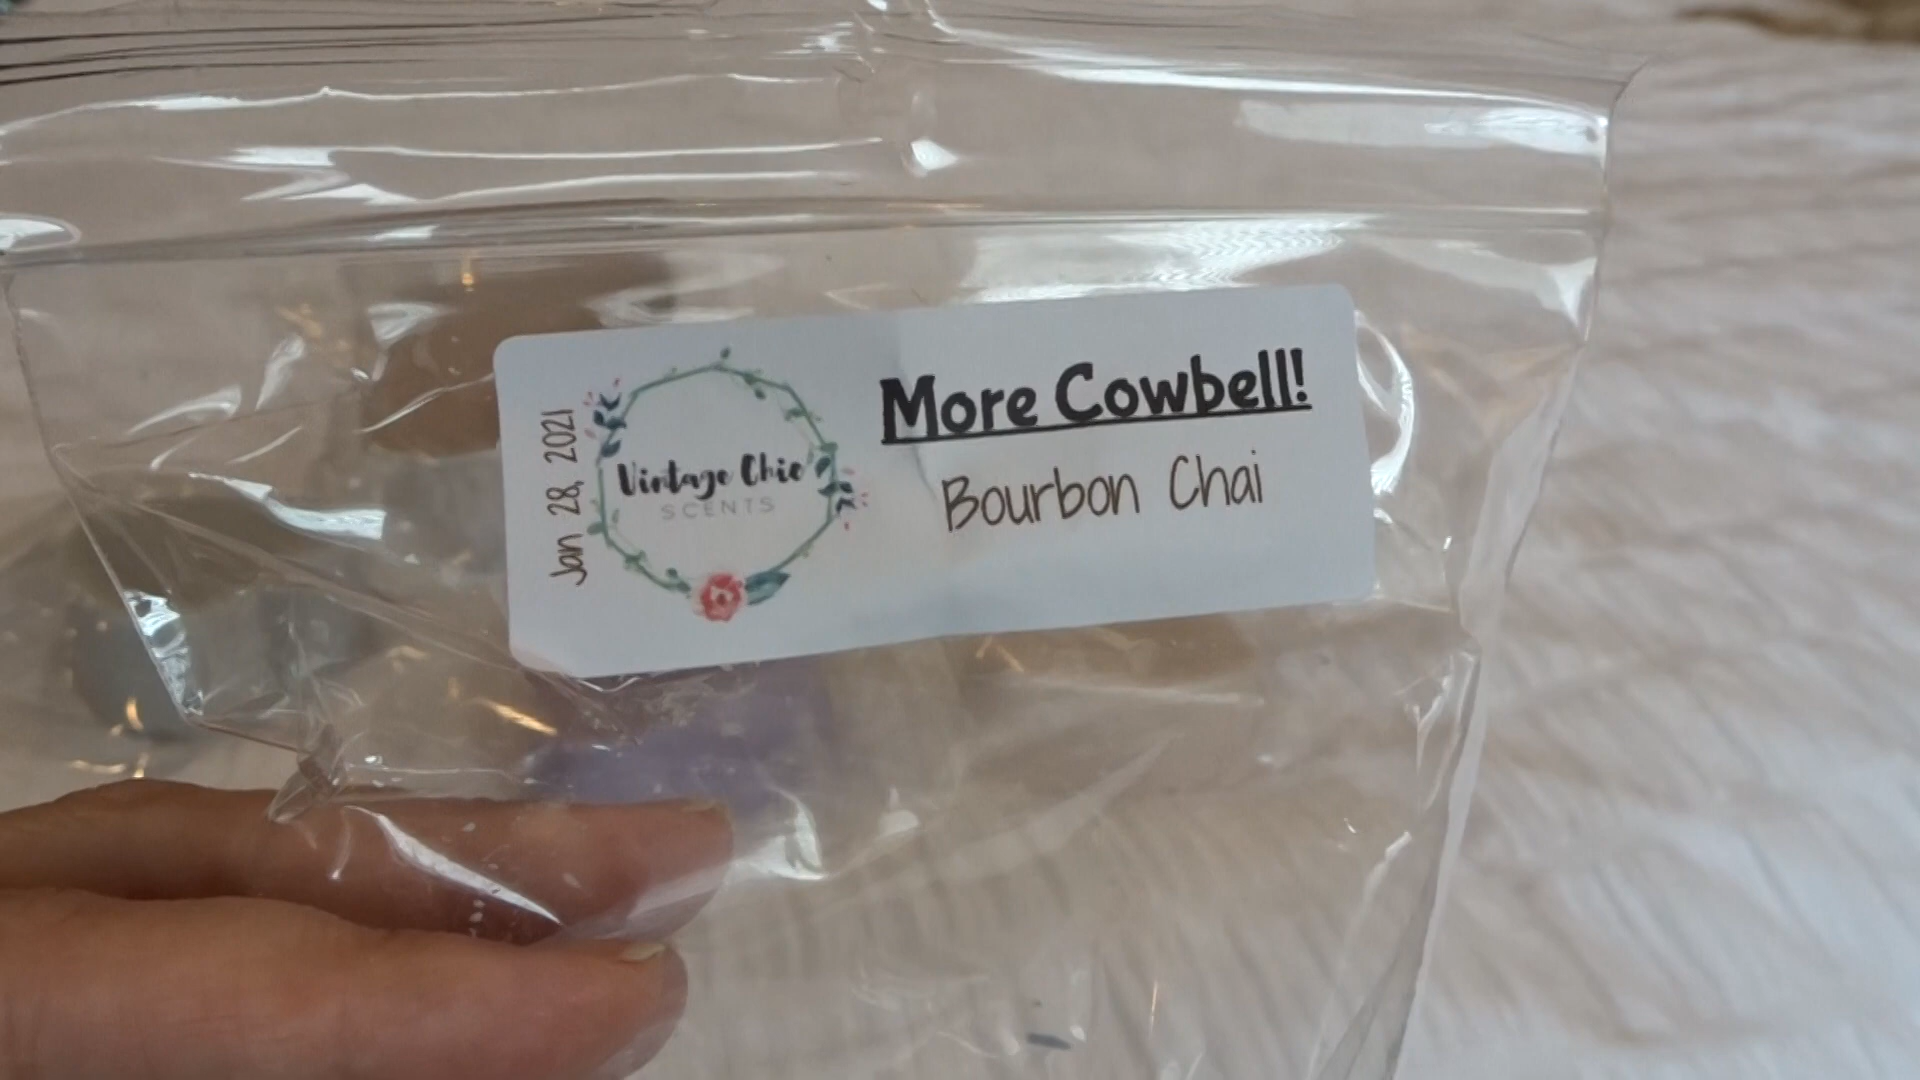 Jan 28, 2021
Vintage Chic
SCENTS
More Cowbell!
Bourbon Chai